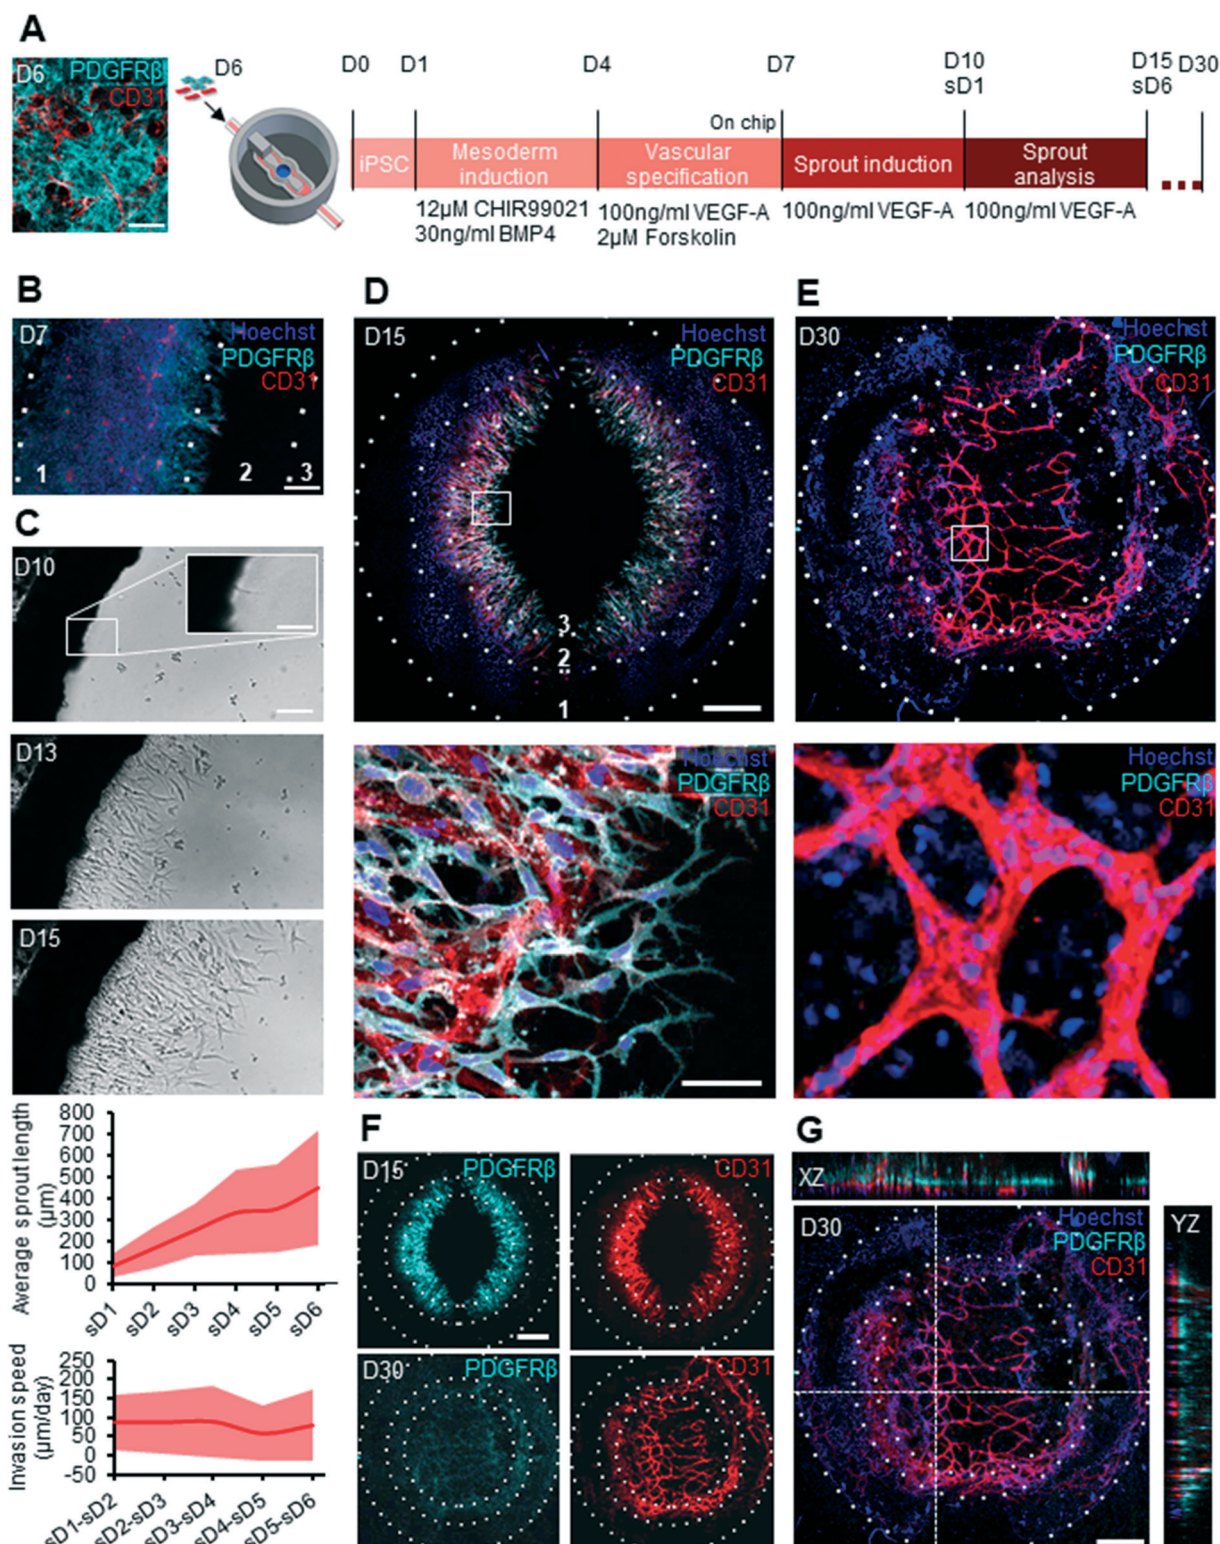 A
D6 PDGFRβ
CD31
D6
D0 D1 D4 D7 D10 D15 D30
sD1 sD6
On chip
iPSC
Mesoderm induction
Vascular specification
Sprout induction
Sprout analysis
12µM CHIR99021
30ng/ml BMP4
100ng/ml VEGF-A
2µM Forskolin
100ng/ml VEGF-A
100ng/ml VEGF-A
B
D7 Hoechst
PDGFRβ
CD31
1 2 3
C
D10
D13
D15
Average sprout length
(µm)
800
700
600
500
400
300
200
100
0
sD1 sD2 sD3 sD4 sD5 sD6
Invasion speed
(µm/day)
250
200
150
100
50
0
-50
sD1-sD2 sD2-sD3 sD3-sD4 sD4-sD5 sD5-sD6
D
D15 Hoechst
PDGFRβ
CD31
3
2
1
Hoechst
PDGFRβ
CD31
E
D30 Hoechst
PDGFRβ
CD31
Hoechst
PDGFRβ
CD31
F
D15 PDGFRβ
CD31
D30 PDGFRβ
CD31
G
XZ
D30 Hoechst
PDGFRβ
CD31
YZ